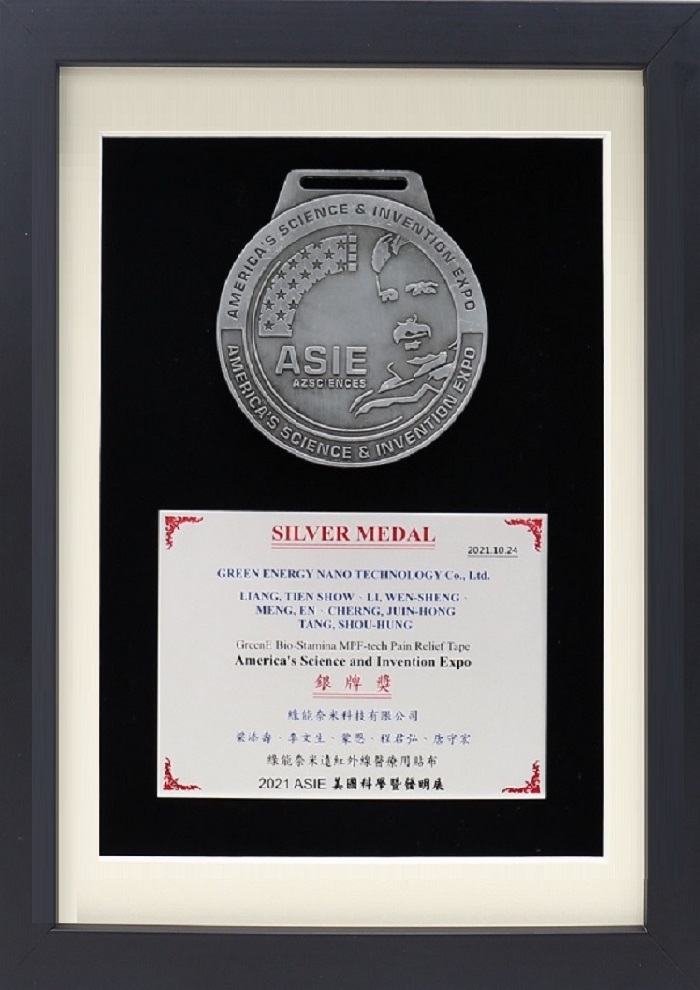 AMERICA'S SCIENCE & INVENTION EXPO
ASIE
AZSCIENCES
AMERICA'S SCIENCE & INVENTION EXPO
SILVER MEDAL
2021.10.24
GREEN ENERGY NANO TECHNOLOGY Co., Ltd.
LIANG, TIEN SHOW、LI, WEN-SHENG、
MENG, EN、CHERNG, JUIN-HONG
TANG, SHOU-HUNG
GreenE Bio-Stamina MPF-tech Pain Relief Tape
America's Science and Invention Expo
銀牌獎
綠能奈米科技有限公司
梁添壽、李文生、蒙恩、程君弘、唐守宏
綠能奈米遠紅外線醫療用貼布
2021 ASIE 美國科學暨發明展